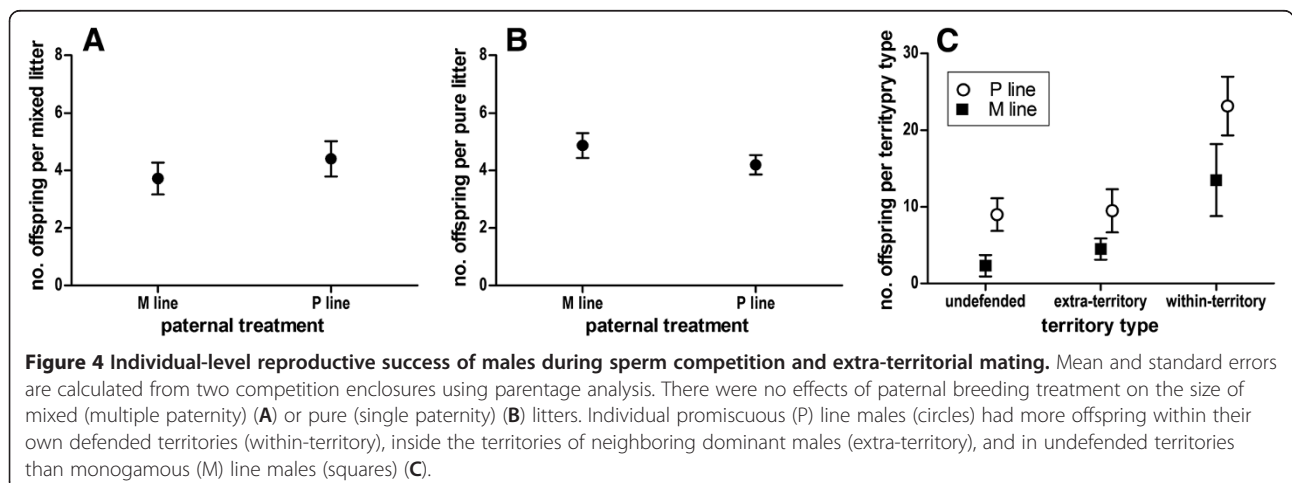 A
no. offspring per mixed litter
8
6
4
2
0
M line
P line
paternal treatment
B
no. offspring per pure litter
8
6
4
2
0
M line
P line
paternal treatment
C
no. offspring per territypry type
30
20
10
0
P line
M line
undefended
extra-territory
within-territory
territory type
Figure 4 Individual-level reproductive success of males during sperm competition and extra-territorial mating. Mean and standard errors
are calculated from two competition enclosures using parentage analysis. There were no effects of paternal breeding treatment on the size of
mixed (multiple paternity) (A) or pure (single paternity) (B) litters. Individual promiscuous (P) line males (circles) had more offspring within their
own defended territories (within-territory), inside the territories of neighboring dominant males (extra-territory), and in undefended territories
than monogamous (M) line males (squares) (C).